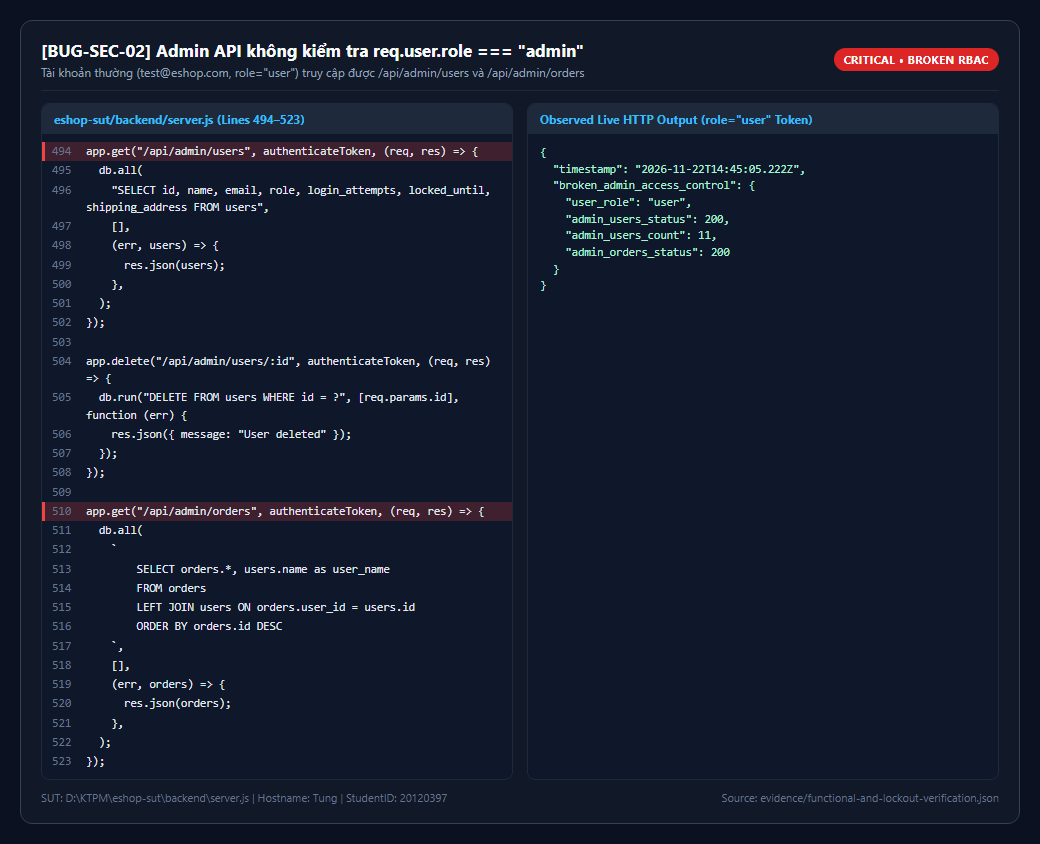 [BUG-SEC-02] Admin API không kiểm tra req.user.role === "admin"
Tài khoản thường (test@eshop.com, role="user") truy cập được /api/admin/users và /api/admin/orders
CRITICAL • BROKEN RBAC
eshop-sut/backend/server.js (Lines 494–523)
494 app.get("/api/admin/users", authenticateToken, (req, res) => {
495 db.all(
496 "SELECT id, name, email, role, login_attempts, locked_until,
shipping_address FROM users",
497 [],
498 (err, users) => {
499 res.json(users);
500 },
501 );
502 });
503
504 app.delete("/api/admin/users/:id", authenticateToken, (req, res)
=> {
505 db.run("DELETE FROM users WHERE id = ?", [req.params.id],
function (err) {
506 res.json({ message: "User deleted" });
507 });
508 });
509
510 app.get("/api/admin/orders", authenticateToken, (req, res) => {
511 db.all(
512 `
513 SELECT orders.*, users.name as user_name
514 FROM orders
515 LEFT JOIN users ON orders.user_id = users.id
516 ORDER BY orders.id DESC
517 `,
518 [],
519 (err, orders) => {
520 res.json(orders);
521 },
522 );
523 });
Observed Live HTTP Output (role="user" Token)
{
"timestamp": "2026-11-22T14:45:05.222Z",
"broken_admin_access_control": {
"user_role": "user",
"admin_users_status": 200,
"admin_users_count": 11,
"admin_orders_status": 200
}
}
SUT: D:\KTPM\eshop-sut\backend\server.js | Hostname: Tung | StudentID: 20120397
Source: evidence/functional-and-lockout-verification.json